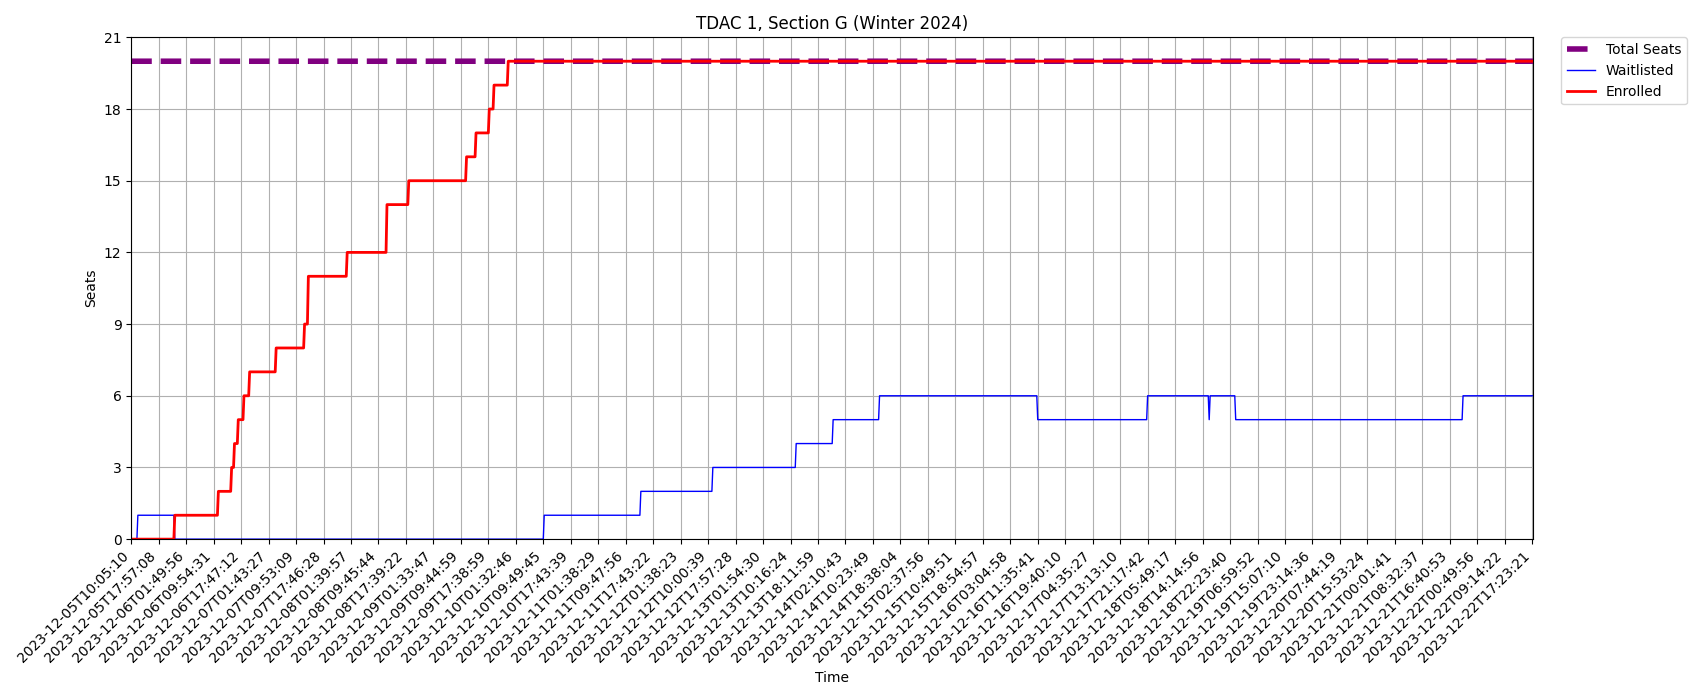 TDAC 1, Section G (Winter 2024)
Total Seats
Waitlisted
Enrolled
21
18
15
12
9
6
3
0
Seats
2023-12-05T10:05:10
2023-12-05T17:57:08
2023-12-06T01:49:56
2023-12-06T09:54:31
2023-12-06T17:47:12
2023-12-07T01:43:27
2023-12-07T09:53:09
2023-12-07T17:46:28
2023-12-08T01:39:57
2023-12-08T09:45:44
2023-12-08T17:39:22
2023-12-09T01:33:47
2023-12-09T09:44:59
2023-12-09T17:38:59
2023-12-10T01:32:46
2023-12-10T09:49:45
2023-12-10T17:43:39
2023-12-11T01:38:29
2023-12-11T09:47:56
2023-12-11T17:43:22
2023-12-12T01:38:23
2023-12-12T10:00:39
2023-12-12T17:57:28
2023-12-13T01:54:30
2023-12-13T10:16:24
2023-12-13T18:11:59
2023-12-14T02:10:43
2023-12-14T10:23:49
2023-12-14T18:38:04
2023-12-15T02:37:56
2023-12-15T10:49:51
2023-12-15T18:54:57
2023-12-16T03:04:58
2023-12-16T11:35:41
2023-12-16T19:40:10
2023-12-17T04:35:27
2023-12-17T13:13:10
2023-12-17T21:17:42
2023-12-18T05:49:17
2023-12-18T14:14:56
2023-12-18T22:23:40
2023-12-19T06:59:52
2023-12-19T15:07:10
2023-12-19T23:14:36
2023-12-20T07:44:19
2023-12-20T15:53:24
2023-12-21T00:01:41
2023-12-21T08:32:37
2023-12-21T16:40:53
2023-12-22T00:49:56
2023-12-22T09:14:22
2023-12-22T17:23:21
Time